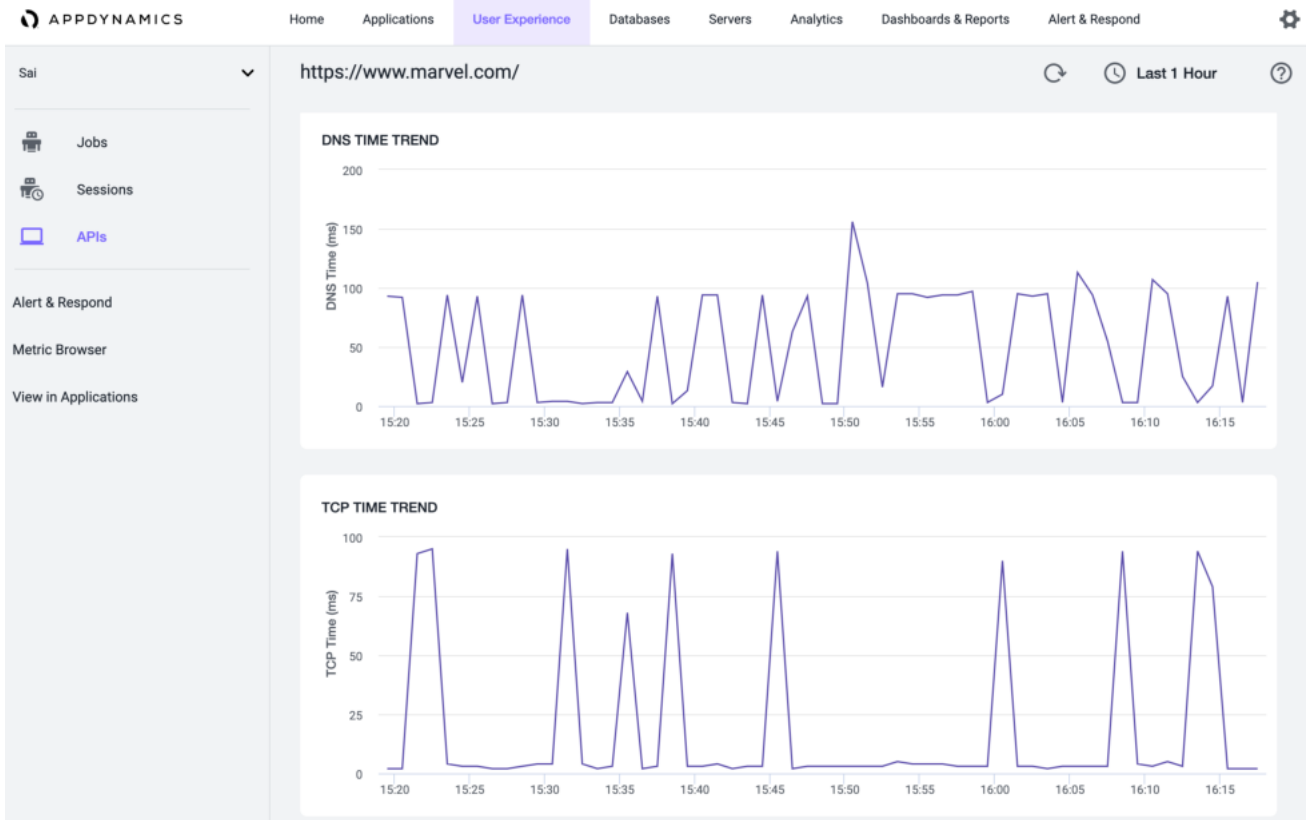 APPDYNAMICS Home Applications User Experience Databases Servers Analytics Dashboards & Reports Alert & Respond
Sai
https://www.marvel.com/ Last 1 Hour ?
Jobs
Sessions
APIs
Alert & Respond
Metric Browser
View in Applications
DNS TIME TREND
DNS Time (ms)
200
150
100
50
0
15:20 15:25 15:30 15:35 15:40 15:45 15:50 15:55 16:00 16:05 16:10 16:15
TCP TIME TREND
TCP Time (ms)
100
75
50
25
0
15:20 15:25 15:30 15:35 15:40 15:45 15:50 15:55 16:00 16:05 16:10 16:15